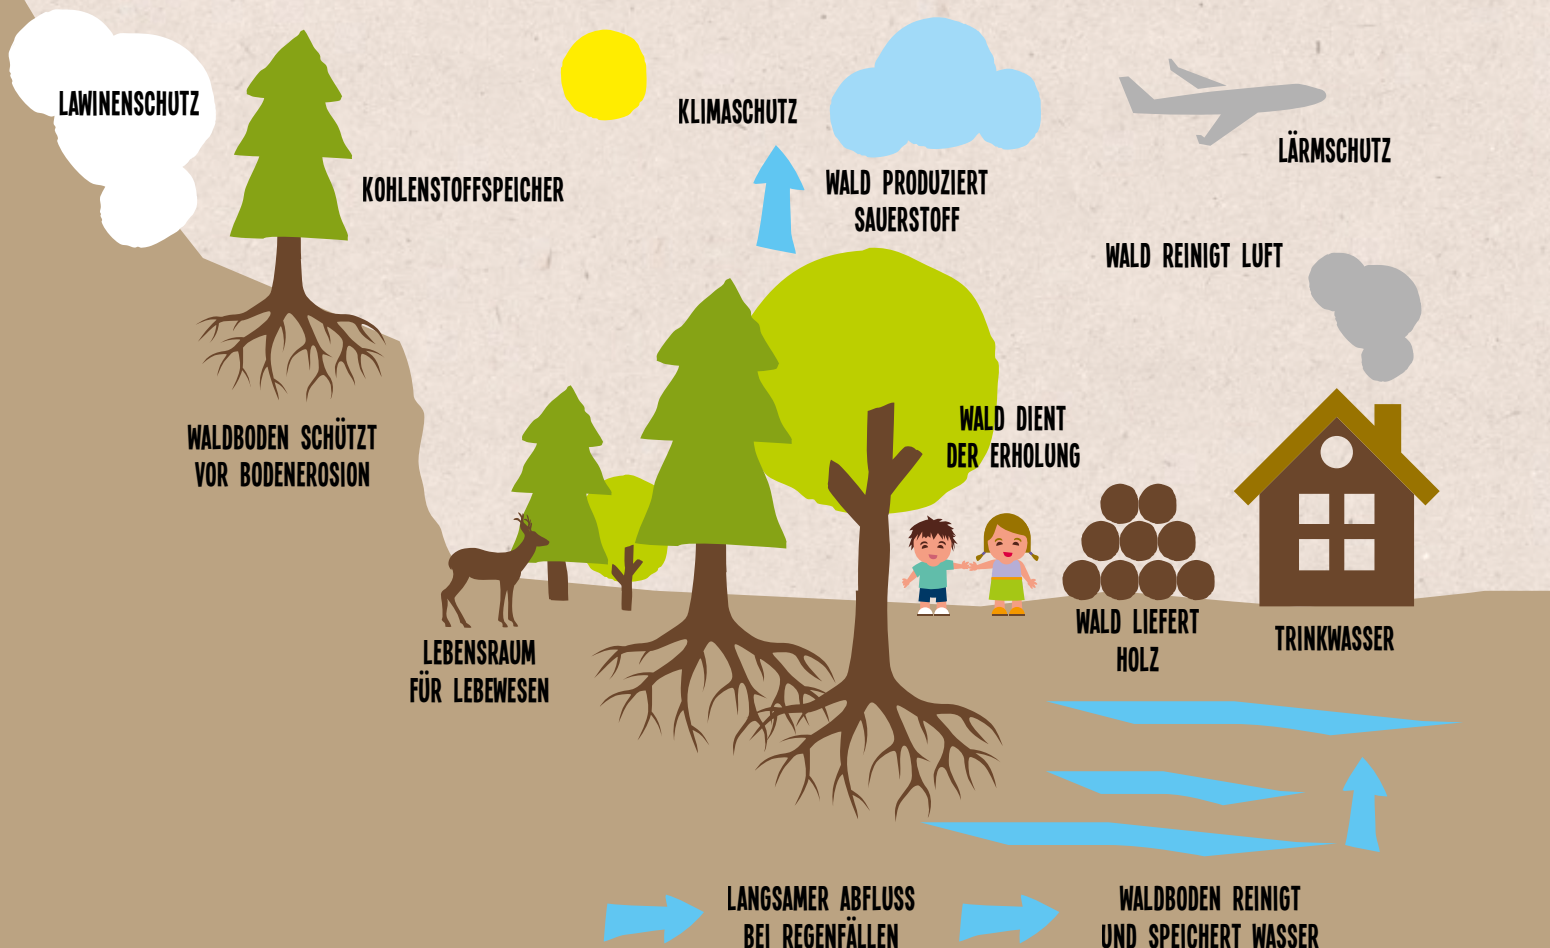 LAWINENSCHUTZ
KOHLENSTOFFSPEICHER
KLIMASCHUTZ
WALD PRODUZIERT
SAUERSTOFF
LÄRMSCHUTZ
WALD REINIGT LUFT
WALDBODEN SCHÜTZT
VOR BODENEROSION
WALD DIENT
DER ERHOLUNG
LEBENSRAUM
FÜR LEBEWESEN
WALD LIEFERT
HOLZ
TRINKWASSER
LANGSAMER ABFLUSS
BEI REGENFÄLLEN
WALDBODEN REINIGT
UND SPEICHERT WASSER